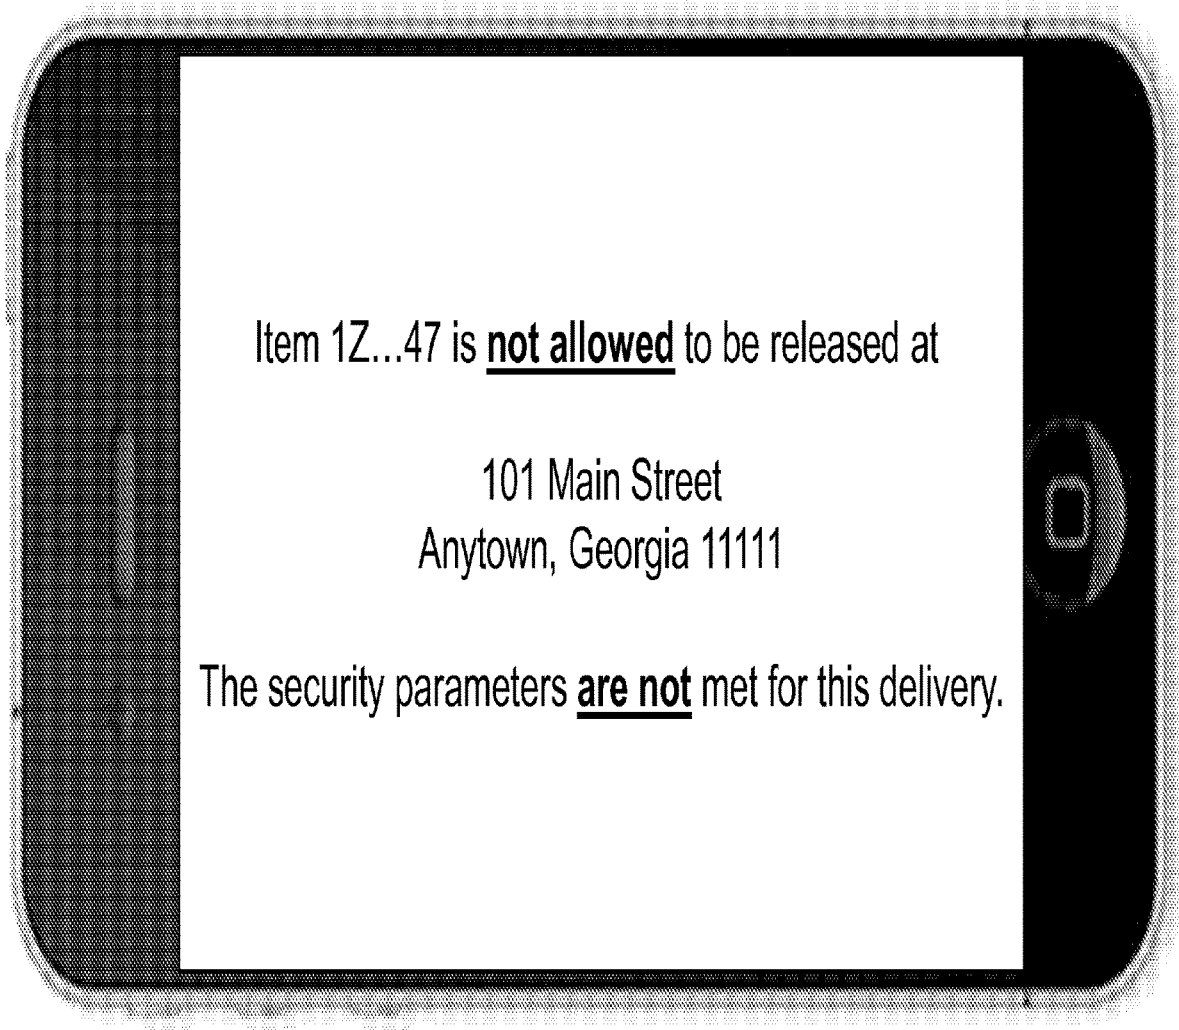 Item 1Z...47 is not allowed to be released at
101 Main Street
Anytown, Georgia 11111
The security parameters are not met for this delivery.